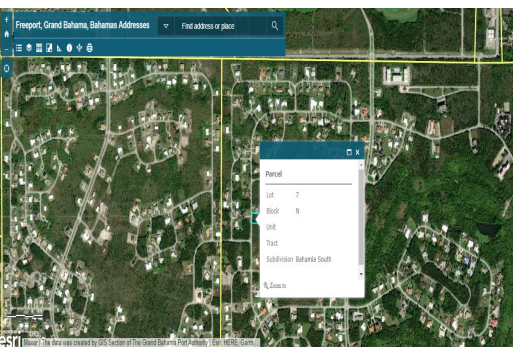 Freeport, Grand Bahama, Bahamas Addresses
Find address or place
Parcel
Lot 7
Block N
Unit
Tract
Subdivision Bahamia South
Zoom to
esri
Maxar | The data was created by GIS Section of The Grand Bahama Port Authority | Esri, HERE, Garm...